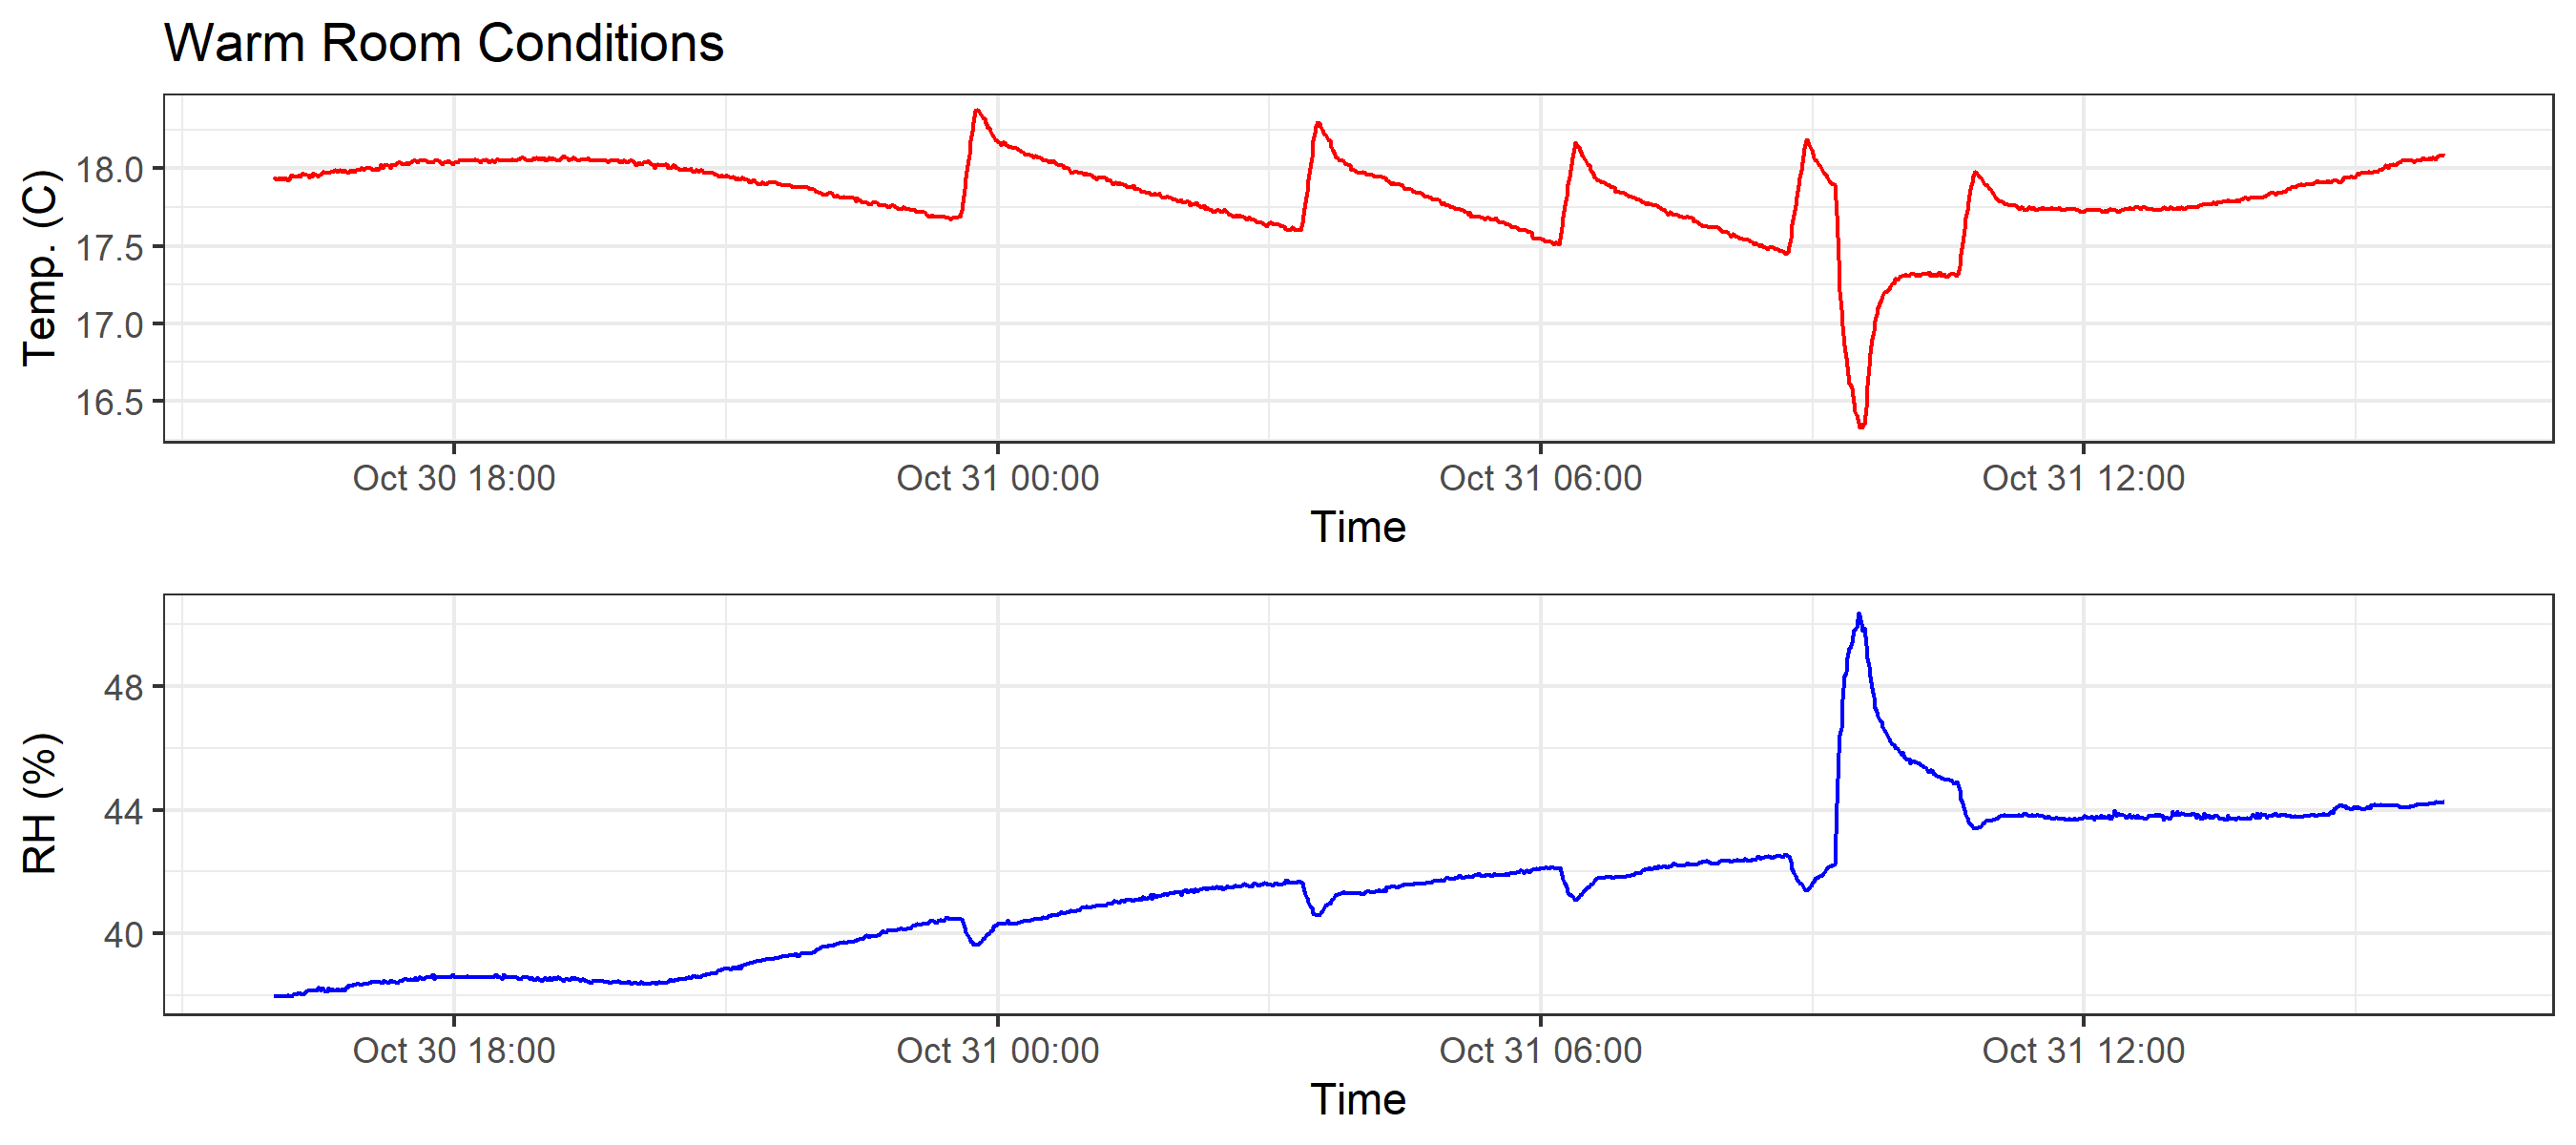 Warm Room Conditions
Temp. (C)
18.0
17.5
17.0
16.5
Oct 30 18:00 Oct 31 00:00 Oct 31 06:00 Oct 31 12:00
Time
RH (%)
48
44
40
Oct 30 18:00 Oct 31 00:00 Oct 31 06:00 Oct 31 12:00
Time